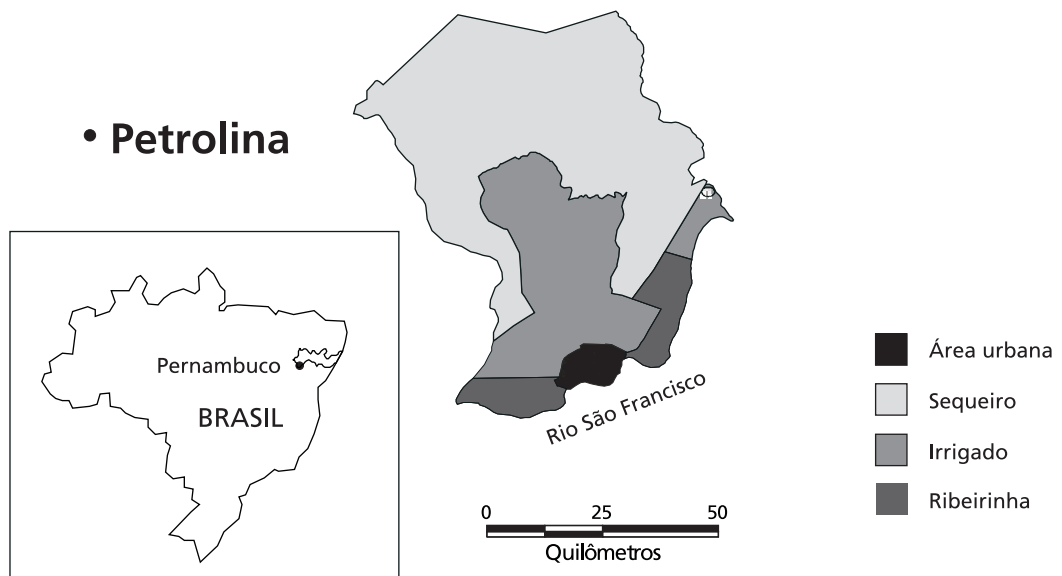 • Petrolina
Pernambuco
BRASIL
Rio São Francisco
Área urbana
Sequeiro
Irrigado
Ribeirinha
0 25 50
Quilômetros